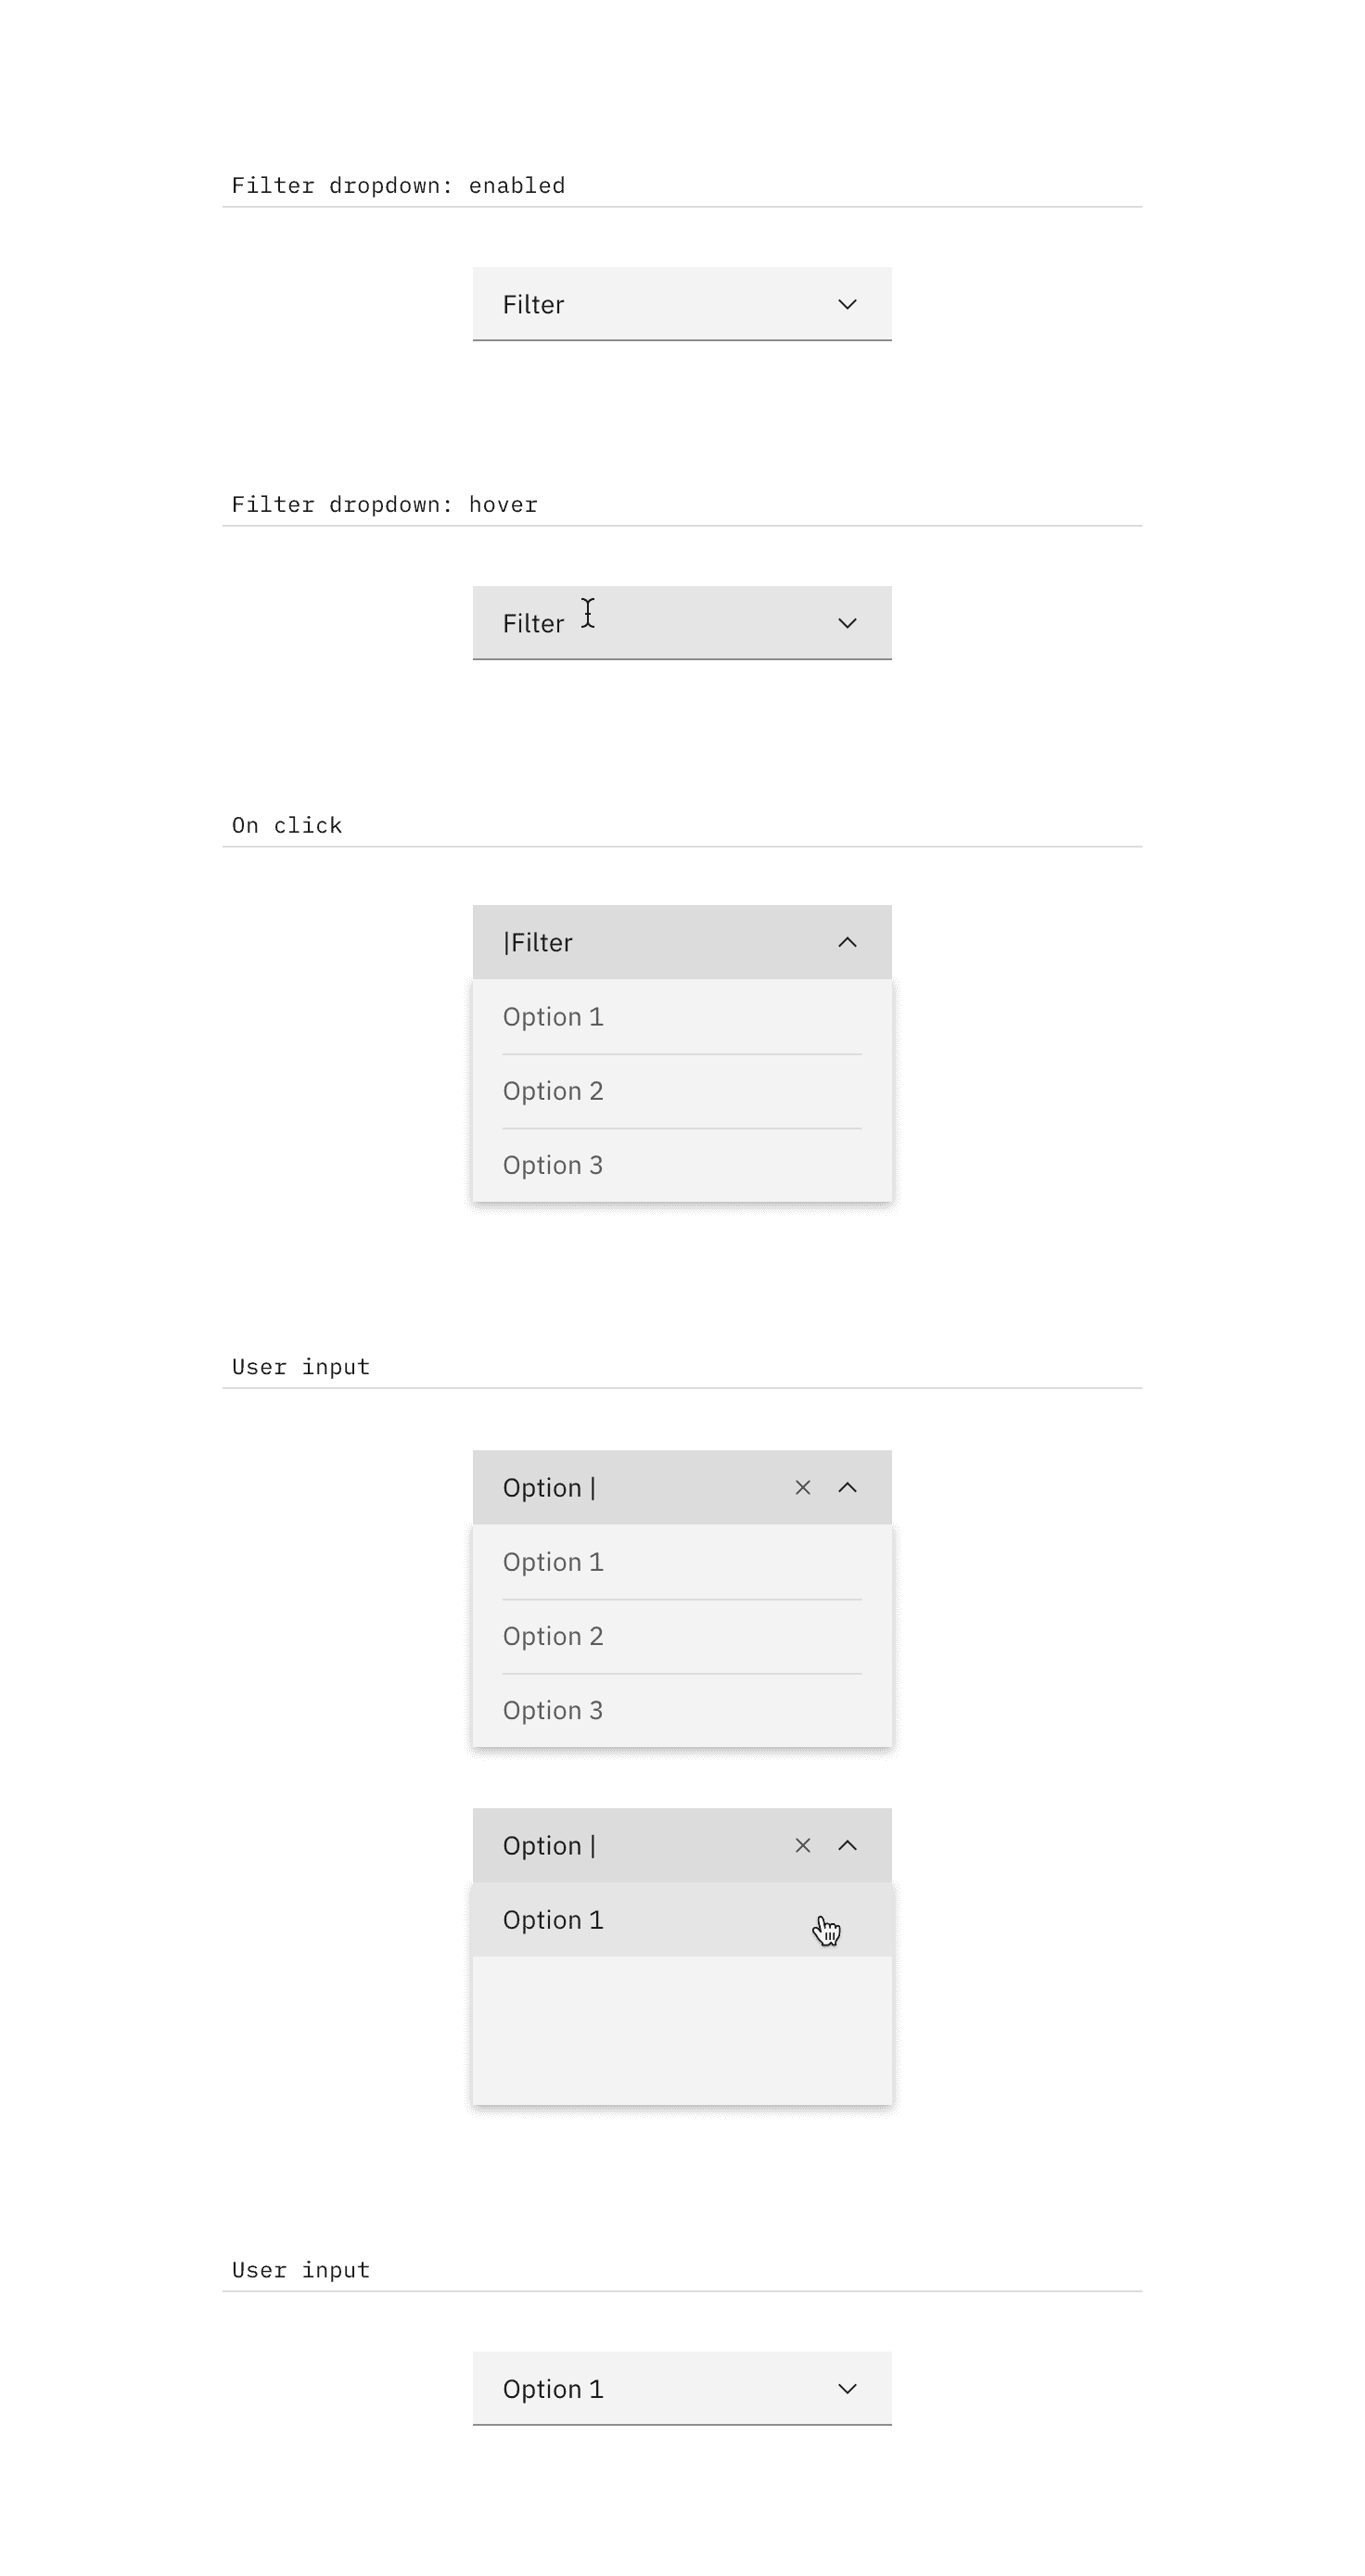 Filter dropdown: enabled
Filter
Filter dropdown: hover
Filter
On click
|Filter
Option 1
Option 2
Option 3
User input
Option |
Option 1
Option 2
Option 3
Option |
Option 1
User input
Option 1